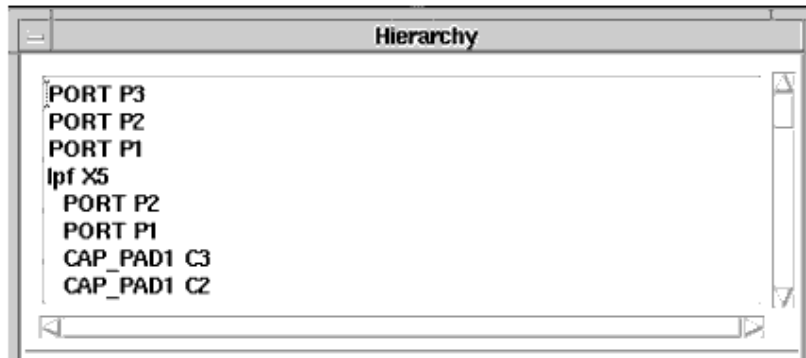 Hierarchy
PORT P3
PORT P2
PORT P1
lpf X5
PORT P2
PORT P1
CAP_PAD1 C3
CAP_PAD1 C2